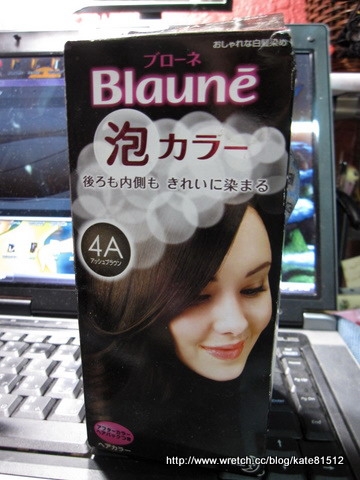 おしゃれな白髪染め
ブローネ
Blaunē
泡カラー
後ろも内側も きれいに染まる
4A
アッシュブラウン
ヘアカラー
http://www.wretch.cc/blog/kate81512